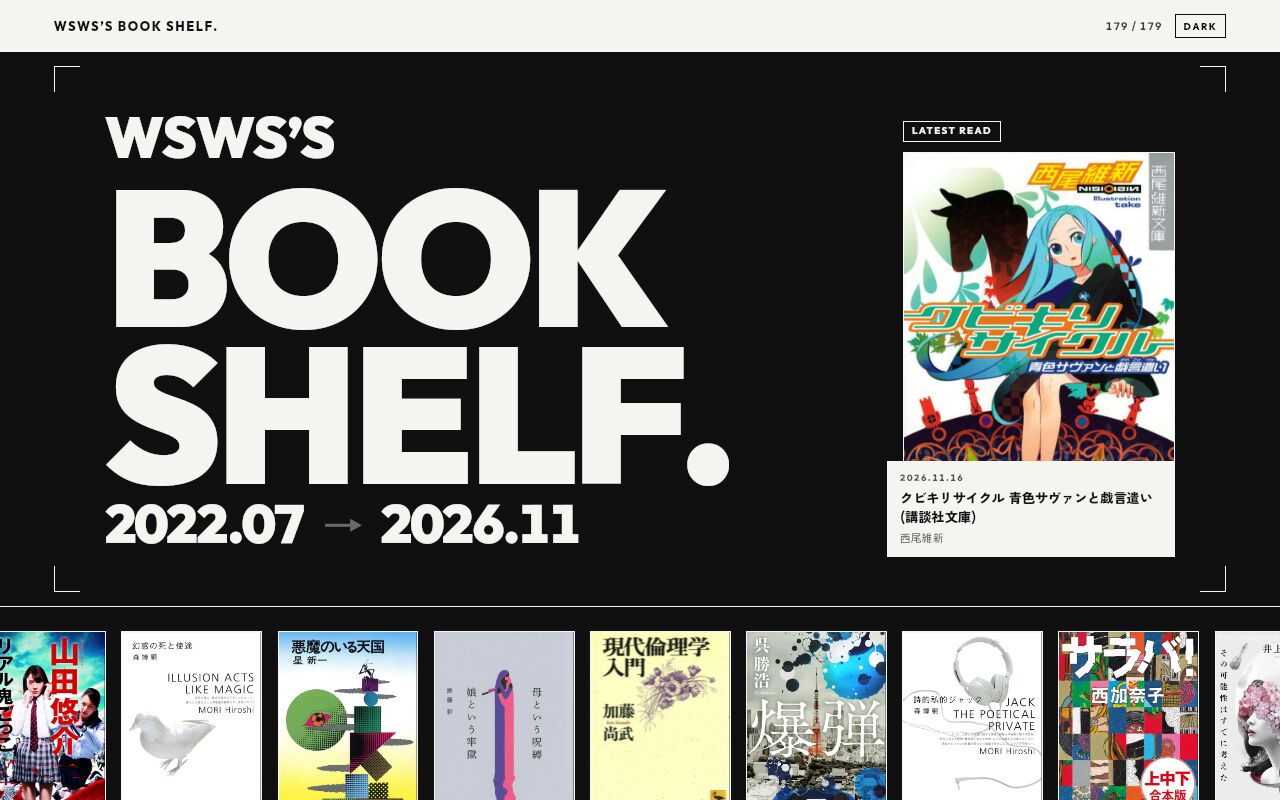 WSWS'S BOOK SHELF.
179 / 179
DARK
WSWS'S
BOOK
SHELF.
2022.07 → 2026.11
LATEST READ
西尾維新
NISIOISIN
Illustration
take
西尾維新文庫
クビキリ
サイクル
青色サヴァンと戯言遣い
2026.11.16
クビキリサイクル 青色サヴァンと戯言遣い
(講談社文庫)
西尾維新
リアル鬼ごっこ
山田悠介
幻惑の死と使途
森博嗣
ILLUSION ACTS
LIKE MAGIC
MORI Hiroshi
悪魔のいる天国
星 新一
母という呪縛
娘という牢獄
齊藤 彩
現代倫理学
入門
加藤
尚武
呉勝浩
爆弾
詩的私的ジャック
森博嗣
JACK
THE POETICAL
PRIVATE
MORI Hiroshi
サラバ!
西加奈子
上中下
合本版
井上
その可能性はすでに考えた